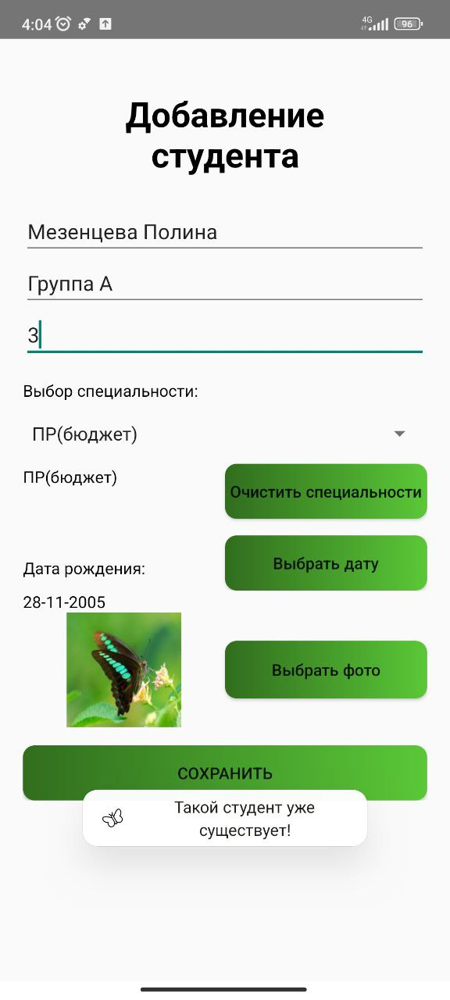 4:04
4G
96
Добавление
студента
Мезенцева Полина
Группа А
3
Выбор специальности:
ПР(бюджет)
ПР(бюджет)
Очистить специальности
Выбрать дату
Дата рождения:
28-11-2005
Выбрать фото
СОХРАНИТЬ
Такой студент уже
существует!